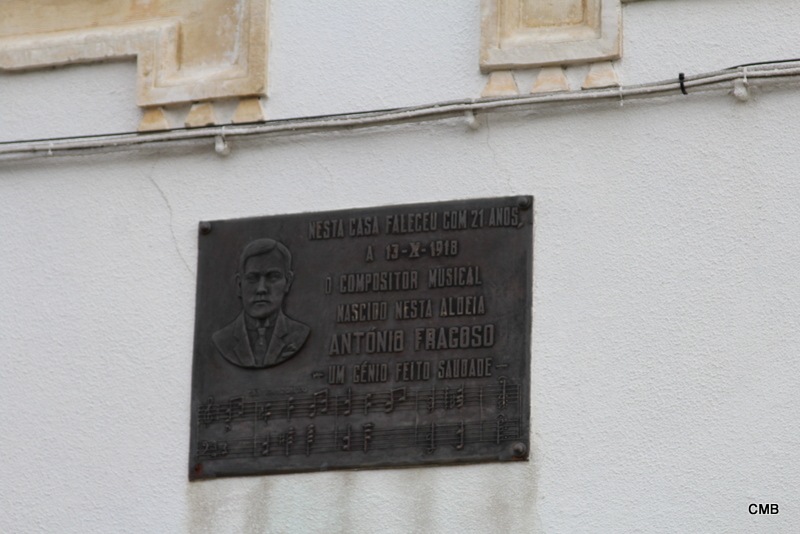 NESTA CASA FALECEU COM 21 ANOS,
A 13-X-1918
O COMPOSITOR MUSICAL
NASCIDO NESTA ALDEIA
ANTÓNIO FRAGOSO
— UM GÉNIO FEITO SAUDADE —
CMB